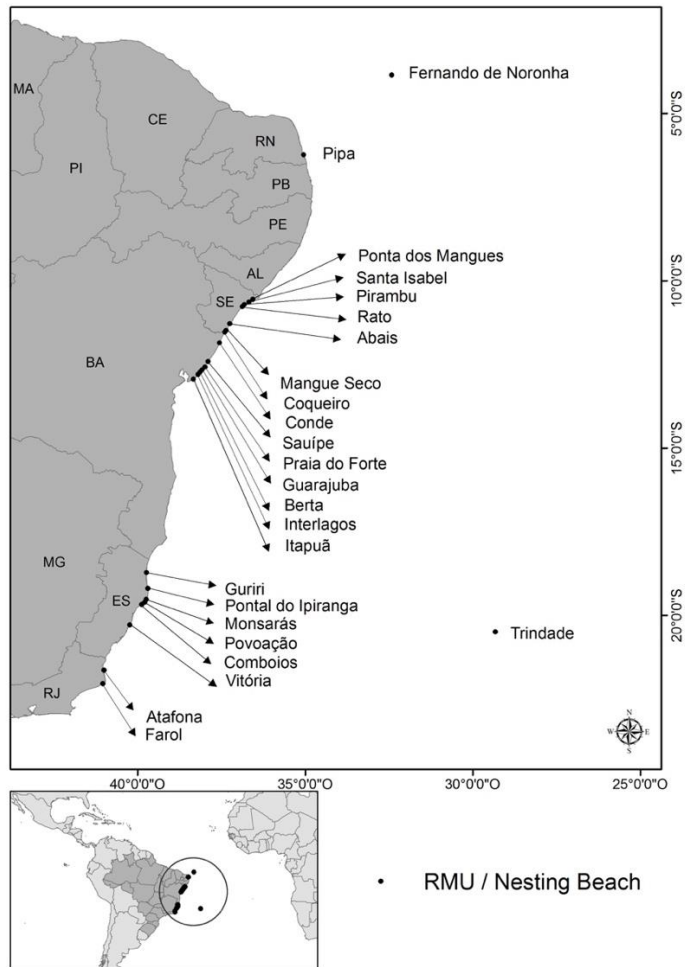 Fernando de Noronha
MA
CE
RN
Pipa
PI
PB
PE
5°0'0"S
Ponta dos Mangues
AL
Santa Isabel
SE
Pirambu
Rato
Abais
10°0'0"S
BA
Mangue Seco
Coqueiro
Conde
Sauípe
Praia do Forte
Guarajuba
Berta
Interlagos
Itapuã
15°0'0"S
MG
ES
Guriri
Pontal do Ipiranga
Monsarás
Povoação
Comboios
Vitória
Trindade
20°0'0"S
RJ
Atafona
Farol
N
W
E
S
40°0'0"O
35°0'0"O
30°0'0"O
25°0'0"O
RMU / Nesting Beach